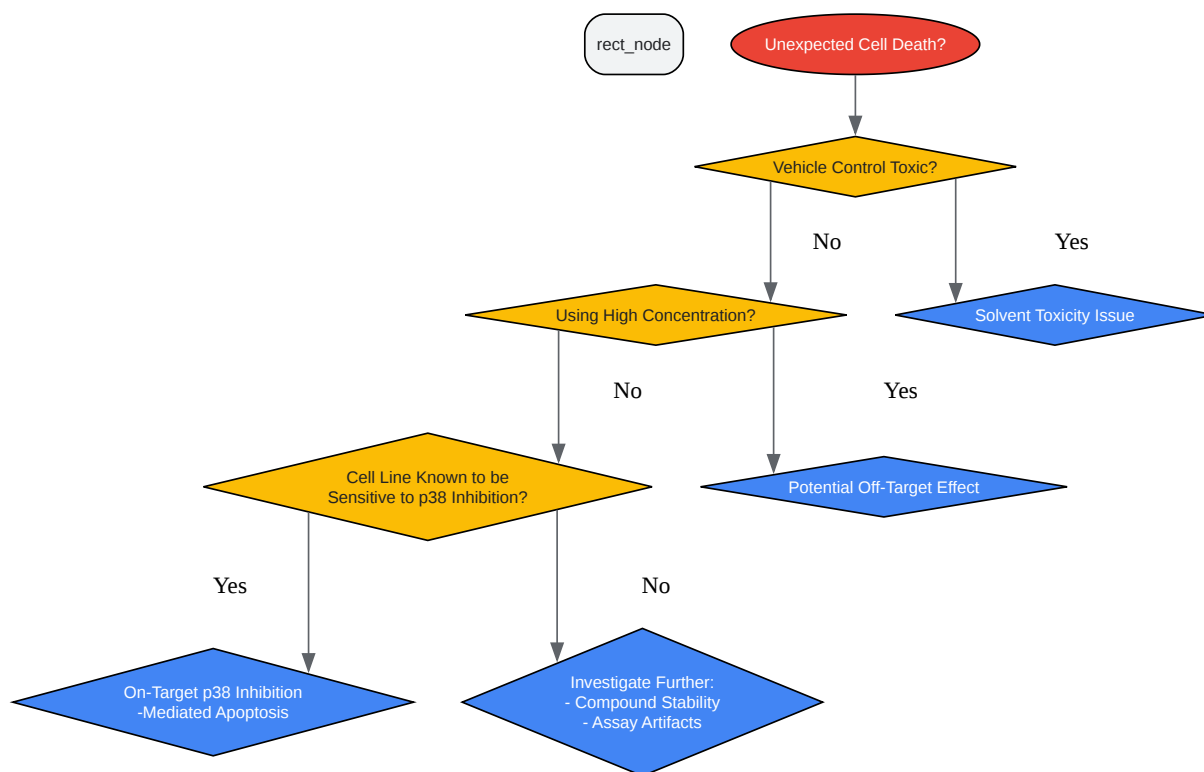 rect_node
Unexpected Cell Death?
Vehicle Control Toxic?
No
Yes
Using High Concentration?
Solvent Toxicity Issue
No
Yes
Cell Line Known to be
Sensitive to p38 Inhibition?
Potential Off-Target Effect
Yes
No
On-Target p38 Inhibition
-Mediated Apoptosis
Investigate Further:
- Compound Stability
- Assay Artifacts